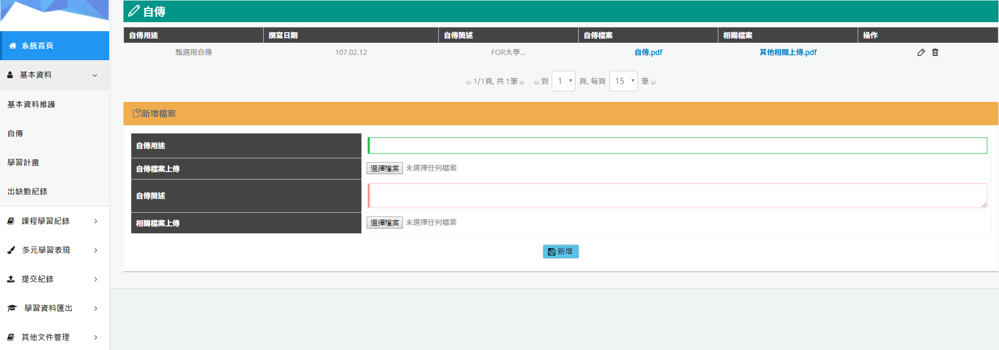 系統首頁
基本資料
基本資料維護
自傳
學習計畫
出缺勤紀錄
課程學習紀錄
多元學習表現
提交紀錄
學習資料匯出
其他文件管理
自傳
自傳用途 撰寫日期 自傳簡述 自傳檔案 相關檔案 操作
甄選用自傳 107.02.12 FOR大學... 自傳.pdf 其他相關上傳.pdf
1/1頁, 共 1筆 到 1 頁, 每頁 15 筆
新增檔案
自傳用途
自傳檔案上傳 選擇檔案 未選擇任何檔案
自傳簡述
相關檔案上傳 選擇檔案 未選擇任何檔案
新增